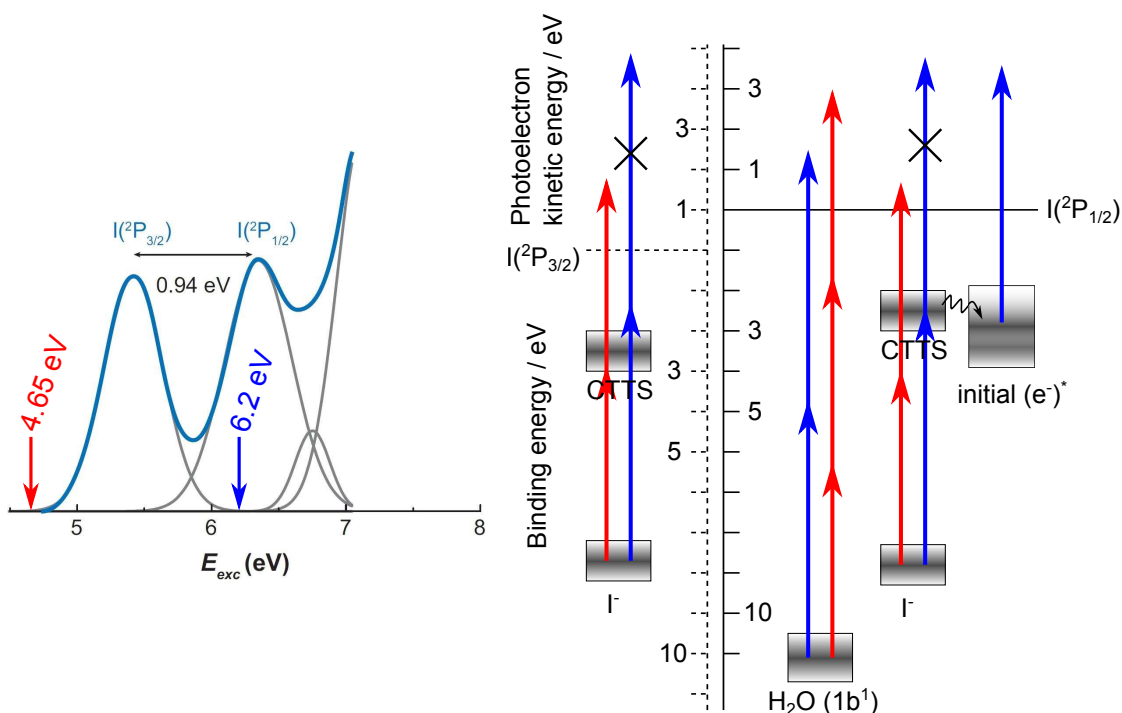 I(²P₃/₂)
I(²P₁/₂)
0.94 eV
4.65 eV
6.2 eV
5
6
7
8
E_exc (eV)
Photoelectron
kinetic energy / eV
Binding energy / eV
3
3
1
1
I(²P₁/₂)
I(²P₃/₂)
3
3
5
5
10
10
CTTS
I⁻
H₂O (1b¹)
CTTS
I⁻
initial (e⁻)*